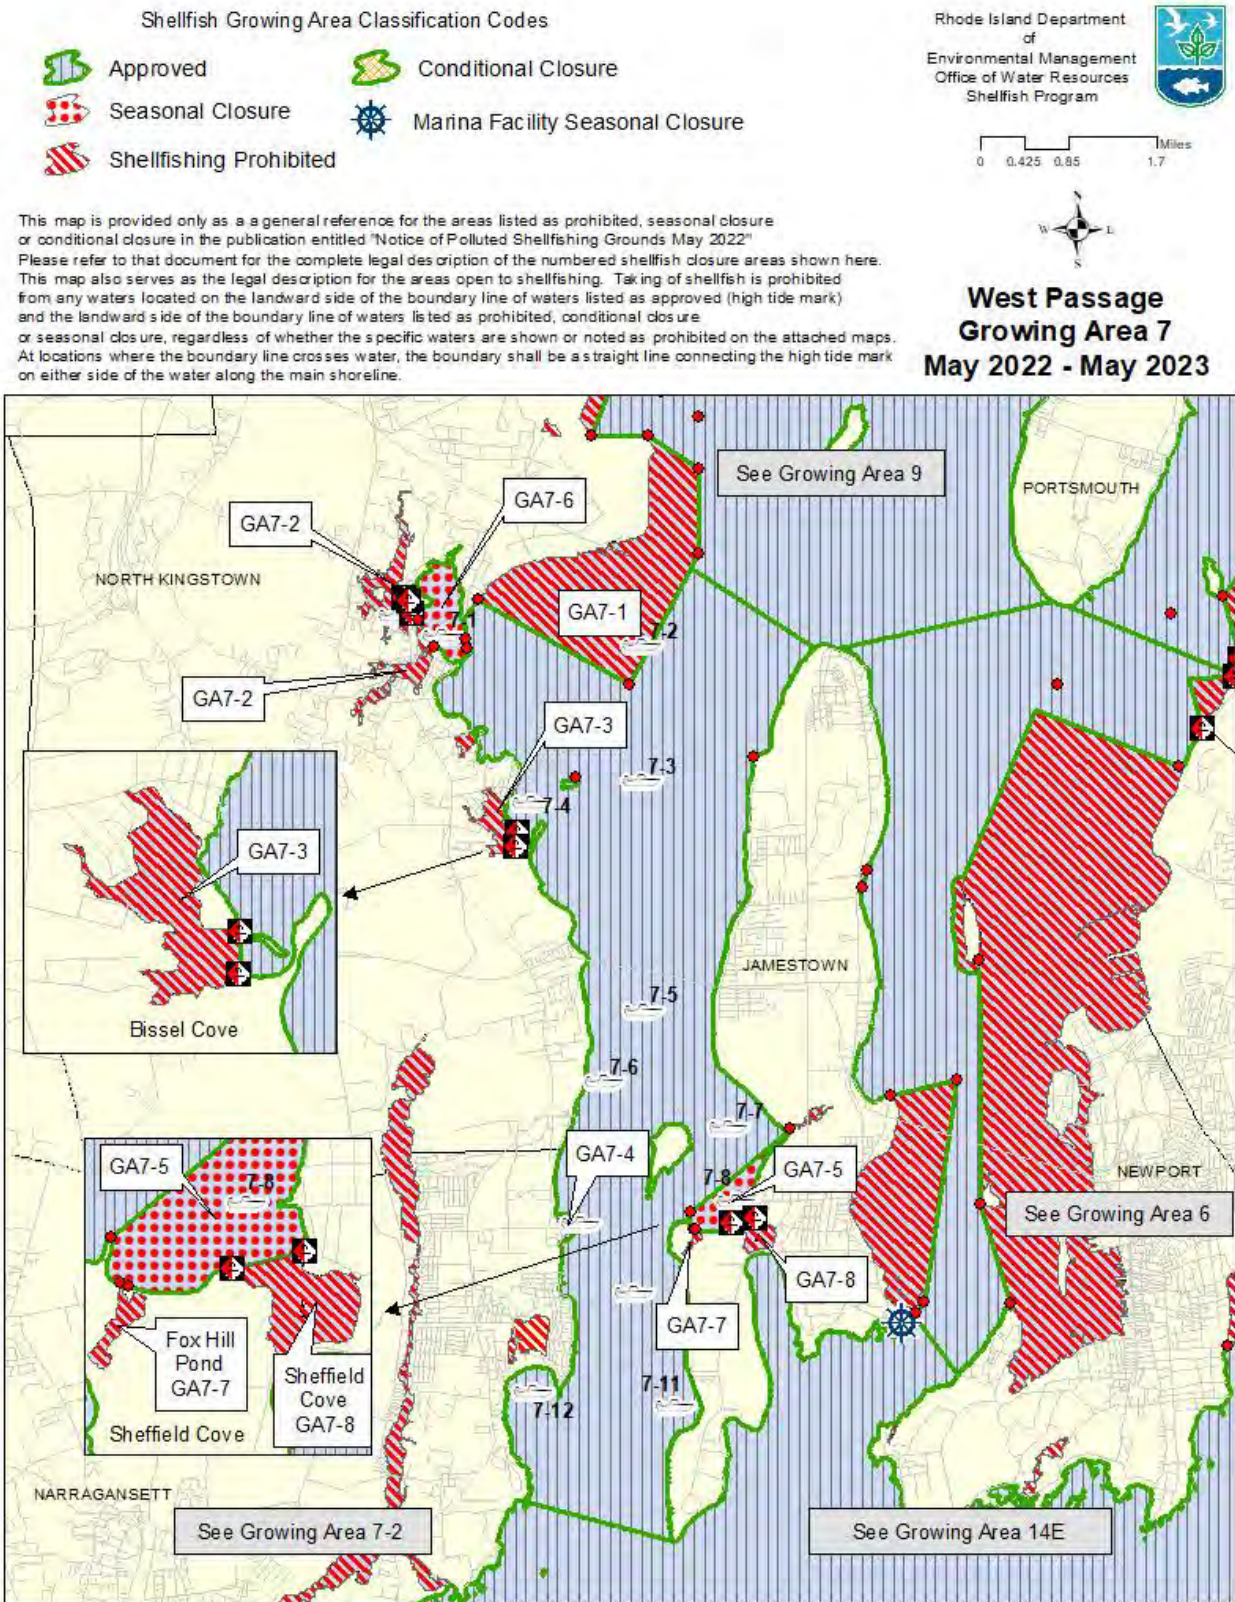 Shellfish Growing Area Classification Codes
Approved
Conditional Closure
Seasonal Closure
Marina Facility Seasonal Closure
Shellfishing Prohibited
Rhode Island Department
of
Environmental Management
Office of Water Resources
Shellfish Program
Miles
0 0.425 0.85 1.7
N
W E
S
This map is provided only as a a general reference for the areas listed as prohibited, seasonal closure
or conditional closure in the publication entitled "Notice of Polluted Shellfishing Grounds May 2022"
Please refer to that document for the complete legal description of the numbered shellfish closure areas shown here.
This map also serves as the legal description for the areas open to shellfishing. Taking of shellfish is prohibited
from any waters located on the landward side of the boundary line of waters listed as approved (high tide mark)
and the landward side of the boundary line of waters listed as prohibited, conditional closure
or seasonal closure, regardless of whether the specific waters are shown or noted as prohibited on the attached maps.
At locations where the boundary line crosses water, the boundary shall be a straight line connecting the high tide mark
on either side of the water along the main shoreline.
West Passage
Growing Area 7
May 2022 - May 2023
See Growing Area 9
PORTSMOUTH
GA7-6
GA7-2
NORTH KINGSTOWN
GA7-1
7-1
7-2
GA7-2
GA7-3
7-3
7-4
GA7-3
JAMESTOWN
7-5
Bissel Cove
7-6
7-7
GA7-4
GA7-5
7-8
GA7-5
7-8
NEWPORT
See Growing Area 6
GA7-8
GA7-7
Fox Hill
Pond
GA7-7
Sheffield
Cove
GA7-8
Sheffield Cove
7-11
7-12
NARRAGANSETT
See Growing Area 7-2
See Growing Area 14E